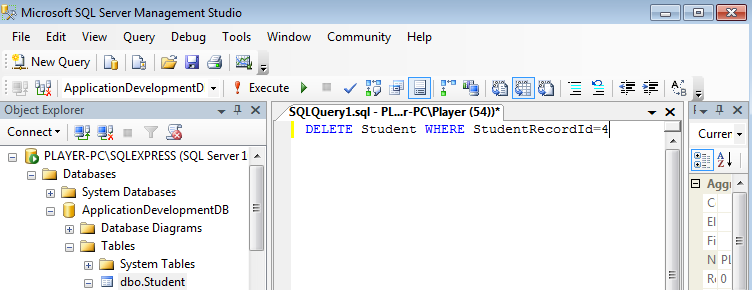 Microsoft SQL Server Management Studio
File Edit View Query Debug Tools Window Community Help
New Query
ApplicationDevelopmentD Execute
Object Explorer
Connect
PLAYER-PC\SQLEXPRESS (SQL Server 1
Databases
System Databases
ApplicationDevelopmentDB
Database Diagrams
Tables
System Tables
dbo.Student
SQLQuery1.sql - PL...r-PC\Player (54))*
DELETE Student WHERE StudentRecordId=4
P
Currer
A
Z
Aggr
C
El
Fi
N PL
R 0